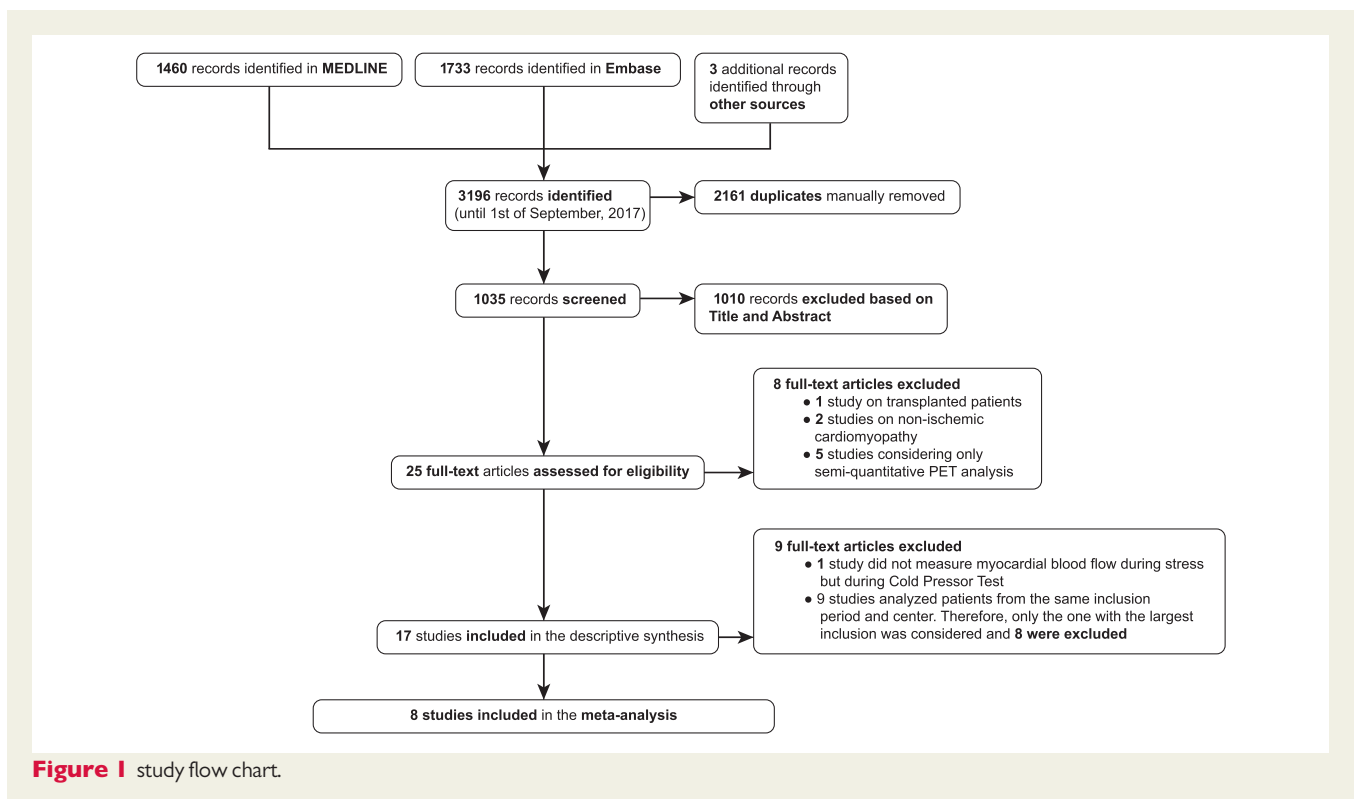 1460 records identified in MEDLINE
1733 records identified in Embase
3 additional records
identified through
other sources
3196 records identified
(until 1st of September, 2017)
2161 duplicates manually removed
1035 records screened
1010 records excluded based on
Title and Abstract
8 full-text articles excluded
● 1 study on transplanted patients
● 2 studies on non-ischemic
cardiomyopathy
● 5 studies considering only
semi-quantitative PET analysis
25 full-text articles assessed for eligibility
9 full-text articles excluded
● 1 study did not measure myocardial blood flow during stress
but during Cold Pressor Test
● 9 studies analyzed patients from the same inclusion
period and center. Therefore, only the one with the largest
inclusion was considered and 8 were excluded
17 studies included in the descriptive synthesis
8 studies included in the meta-analysis
Figure 1 study flow chart.